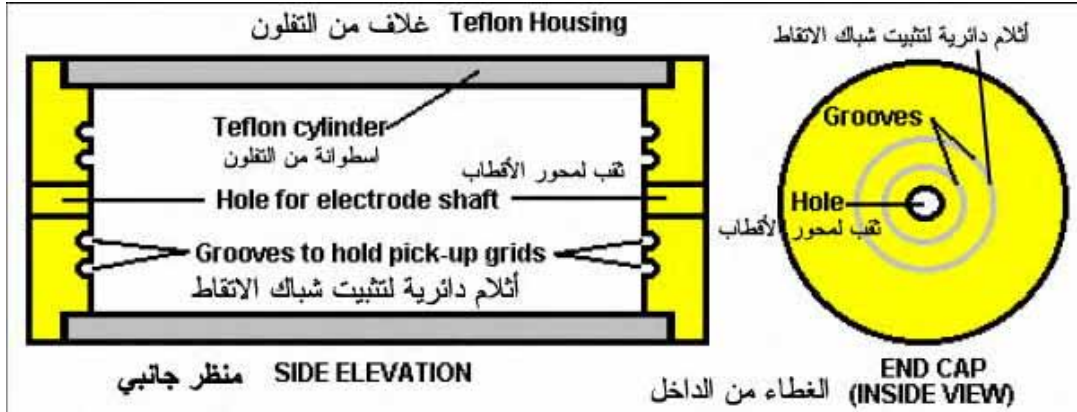 غلاف من التفلون Teflon Housing
أثلام دائرية لتثبيت شباك الاتقاط
Grooves
Teflon cylinder
اسطوانة من التفلون
ثقب لمحور الأقطاب
Hole for electrode shaft
Hole
ثقب لمحور الأقطاب
Grooves to hold pick-up grids
أثلام دائرية لتثبيت شباك الاتقاط
منظر جانبي SIDE ELEVATION
END CAP
الغطاء من الداخل (INSIDE VIEW)